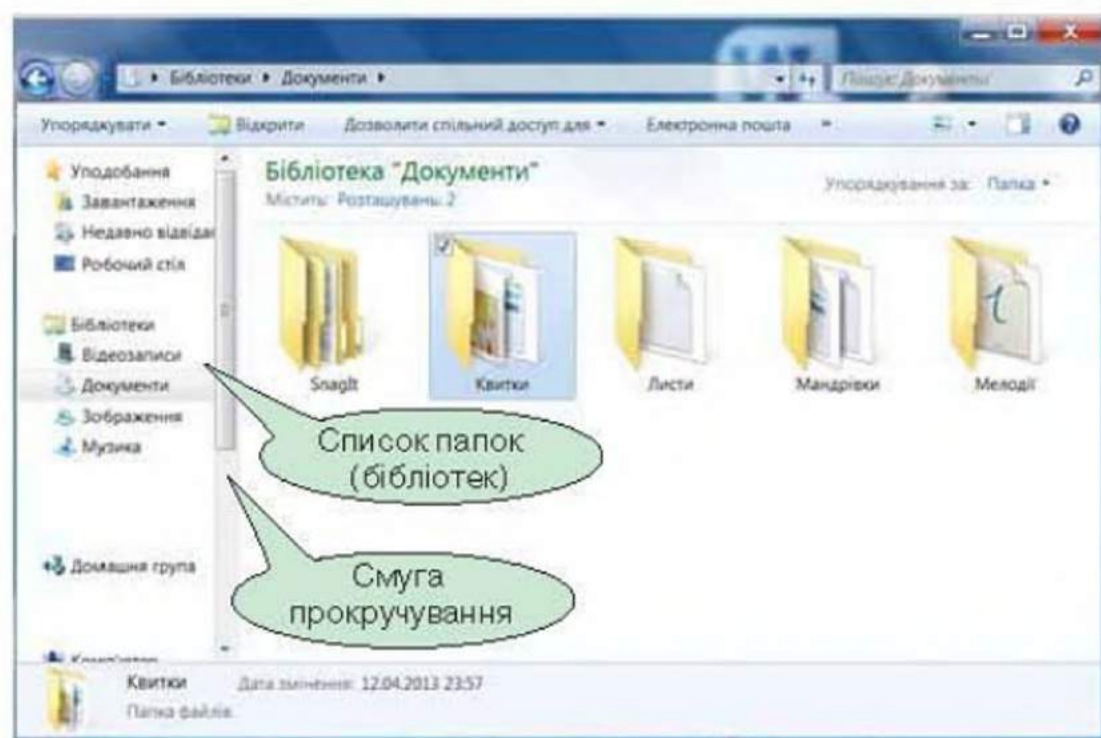 Бібліотеки ▸ Документи ▸
Пошук: Документи
Упорядкувати
Відкрити
Дозволити спільний доступ для
Електронна пошта
»
Уподобання
Завантаження
Недавно відвідан
Робочий стіл
Бібліотеки
Відеозаписи
Документи
Зображення
Музика
Домашня група
Комп'ютер
Бібліотека "Документи"
Містить: Розташувань: 2
Упорядкування за: Папка
SnagIt
Квитки
Листи
Мандрівки
Мелодії
Список папок
(бібліотек)
Смуга
прокручування
Квитки Дата змінення: 12.04.2013 23:57
Папка файлів